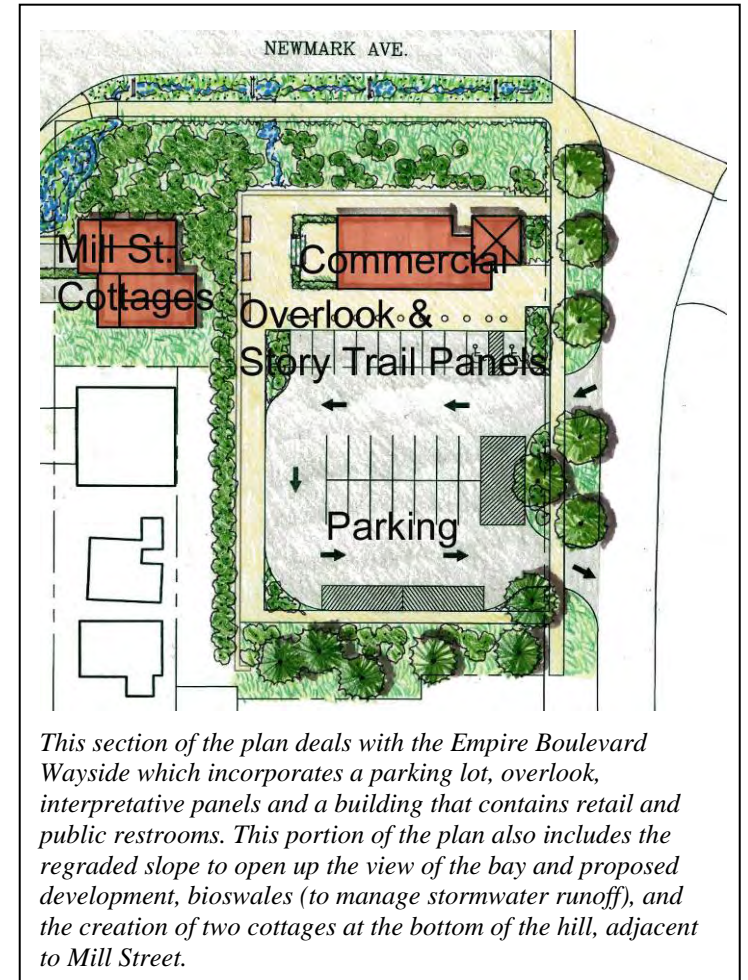 NEWMARK AVE.
Mill St.
Cottages
Commercial
Overlook &
Story Trail Panels
Parking
This section of the plan deals with the Empire Boulevard
Wayside which incorporates a parking lot, overlook,
interpretative panels and a building that contains retail and
public restrooms. This portion of the plan also includes the
regraded slope to open up the view of the bay and proposed
development, bioswales (to manage stormwater runoff), and
the creation of two cottages at the bottom of the hill, adjacent
to Mill Street.